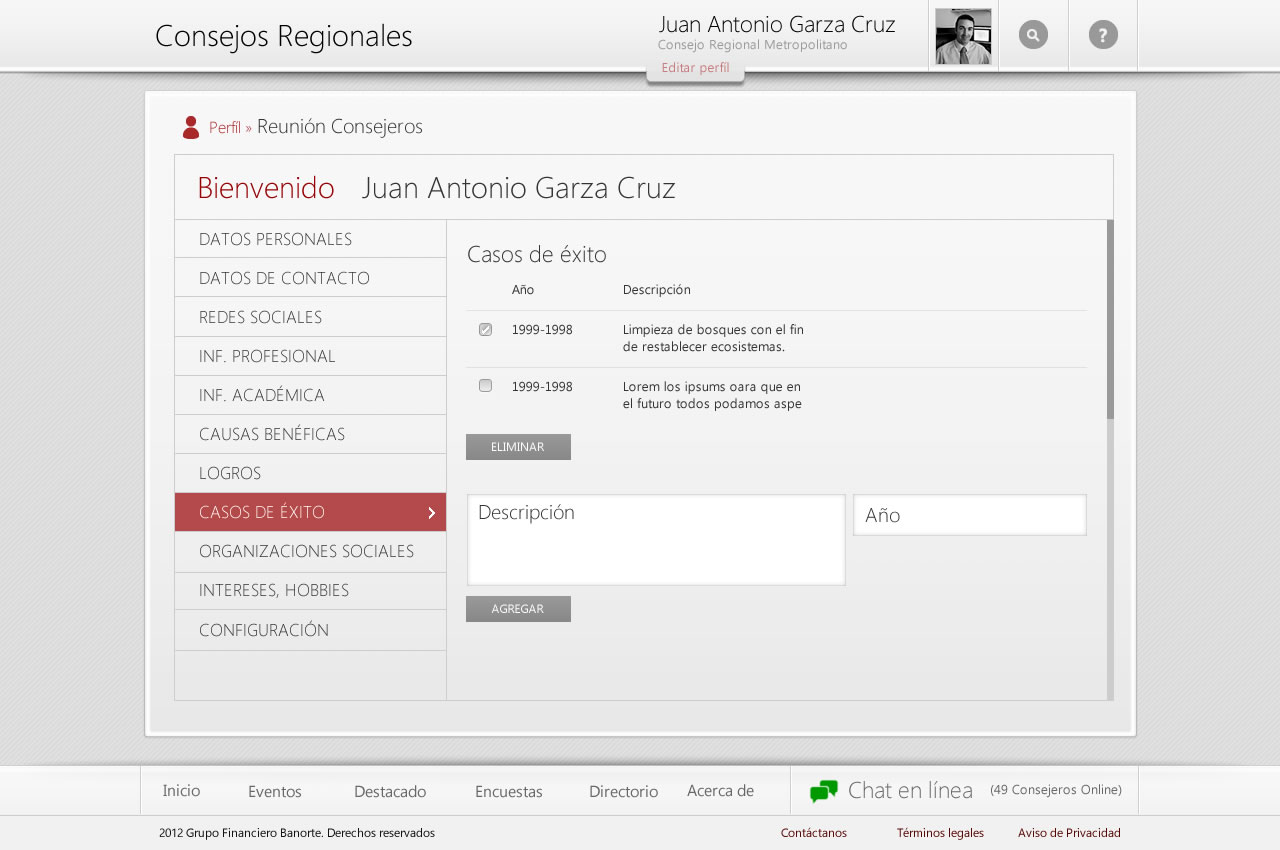 Consejos Regionales
Juan Antonio Garza Cruz
Consejo Regional Metropolitano
Editar perfíl
?
Perfíl » Reunión Consejeros
Bienvenido Juan Antonio Garza Cruz
DATOS PERSONALES
DATOS DE CONTACTO
REDES SOCIALES
INF. PROFESIONAL
INF. ACADÉMICA
CAUSAS BENÉFICAS
LOGROS
CASOS DE ÉXITO
ORGANIZACIONES SOCIALES
INTERESES, HOBBIES
CONFIGURACIÓN
Casos de éxito
Año Descripción
1999-1998 Limpieza de bosques con el fin
de restablecer ecosistemas.
1999-1998 Lorem los ipsums oara que en
el futuro todos podamos aspe
ELIMINAR
Descripción
Año
AGREGAR
Inicio Eventos Destacado Encuestas Directorio Acerca de
Chat en línea (49 Consejeros Online)
2012 Grupo Financiero Banorte. Derechos reservados
Contáctanos Términos legales Aviso de Privacidad